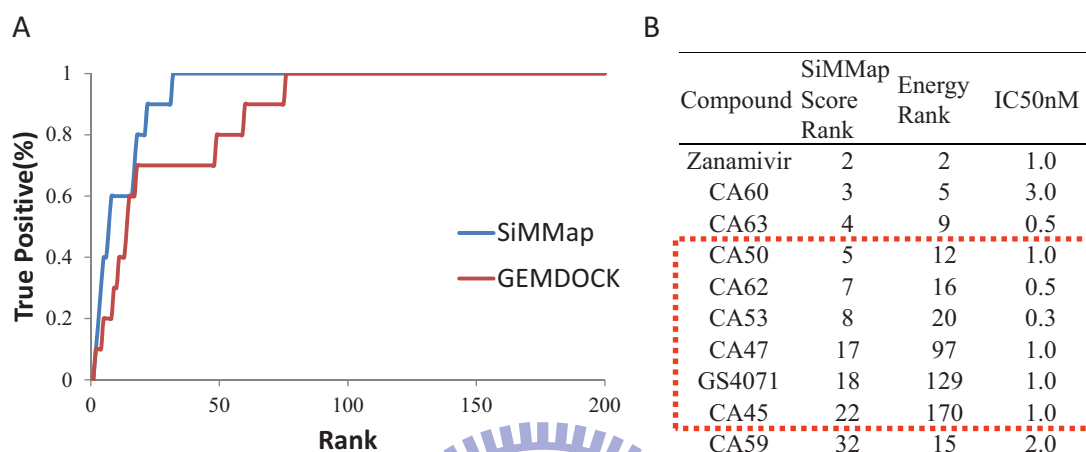 A
True Positive(%)
1
0.8
0.6
0.4
0.2
0
0 50 100 150 200
Rank
SiMMap
GEMDOCK
B
Compound SiMMap Score Rank Energy Rank IC50nM
Zanamivir 2 2 1.0
CA60 3 5 3.0
CA63 4 9 0.5
CA50 5 12 1.0
CA62 7 16 0.5
CA53 8 20 0.3
CA47 17 97 1.0
GS4071 18 129 1.0
CA45 22 170 1.0
CA59 32 15 2.0